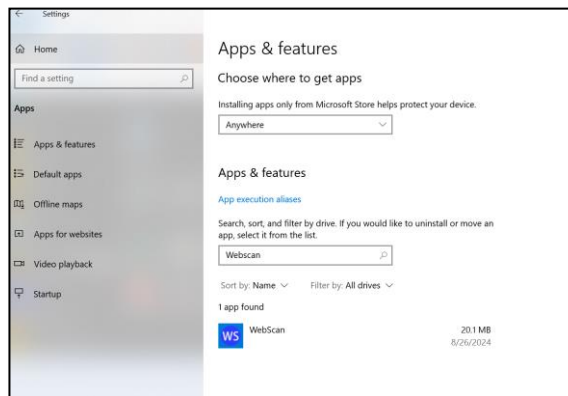 Settings
Home
Find a setting
Apps
Apps & features
Default apps
Offline maps
Apps for websites
Video playback
Startup
Apps & features
Choose where to get apps
Installing apps only from Microsoft Store helps protect your device.
Anywhere
Apps & features
App execution aliases
Search, sort, and filter by drive. If you would like to uninstall or move an
app, select it from the list.
Webscan
Sort by: Name Filter by: All drives
1 app found
WS
WebScan 20.1 MB
8/26/2024